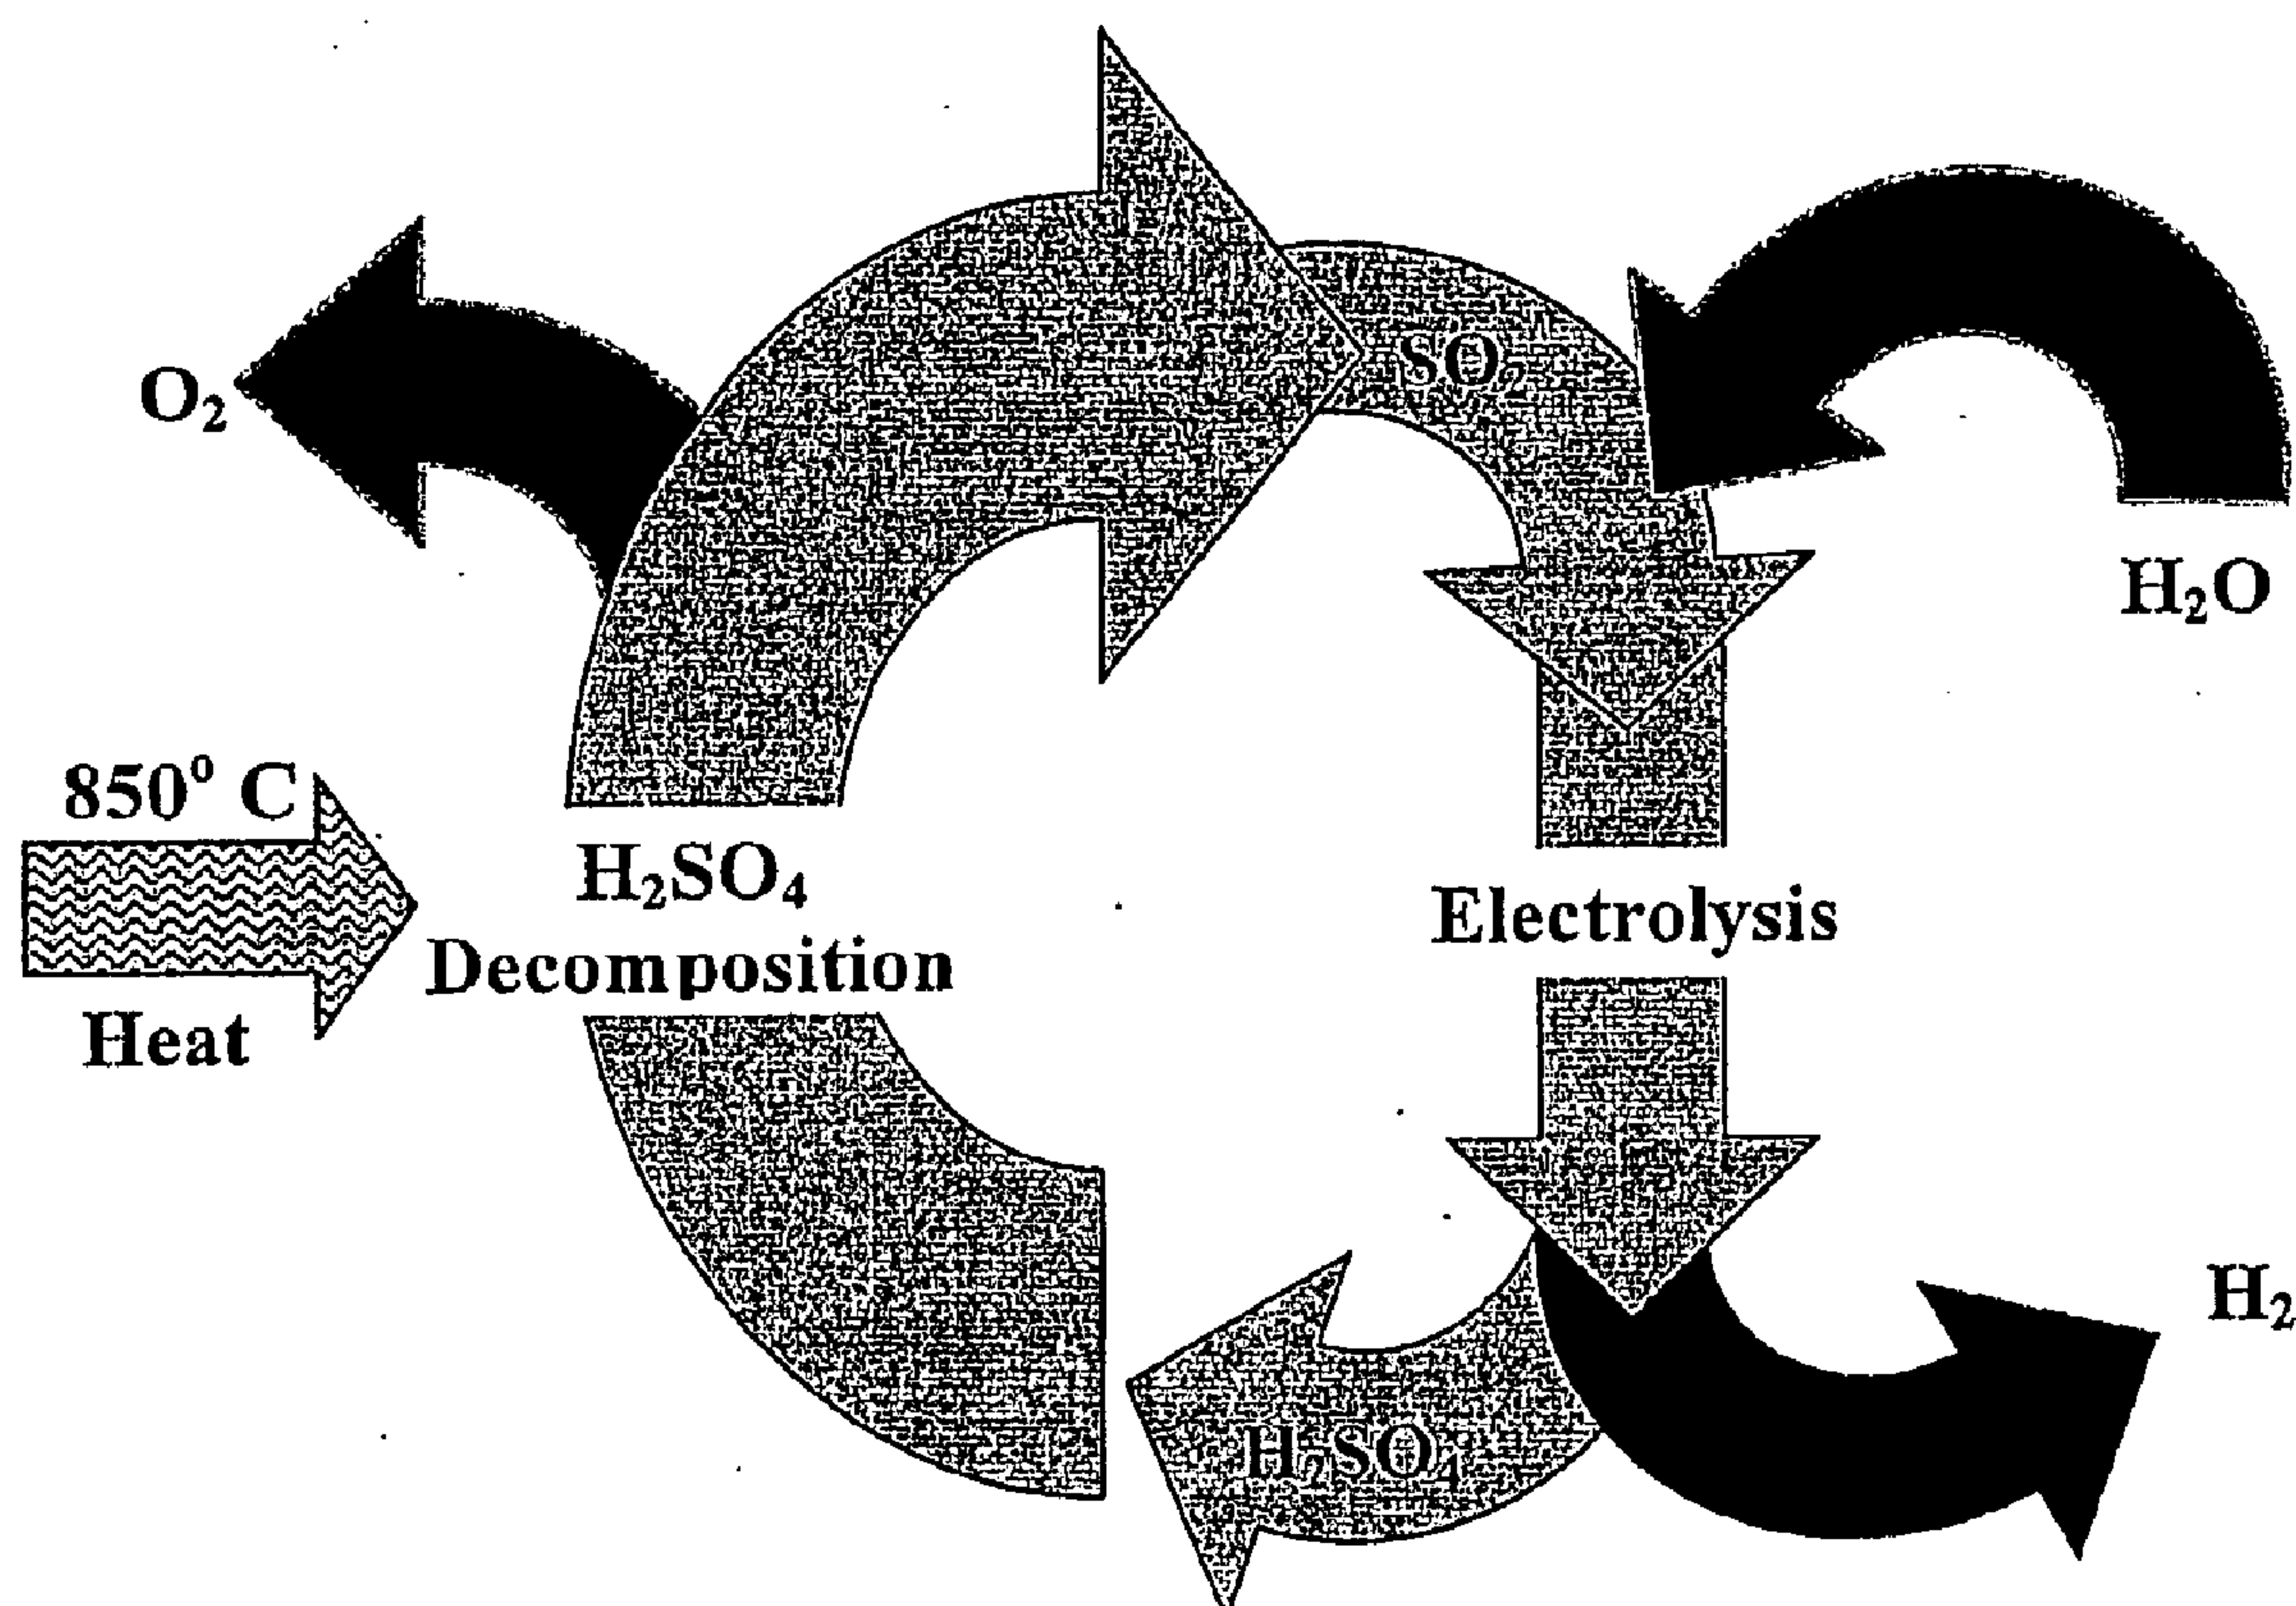 SO₂
O₂
H₂O
850° C
H₂SO₄
Decomposition
Electrolysis
Heat
H₂
H₂SO₄